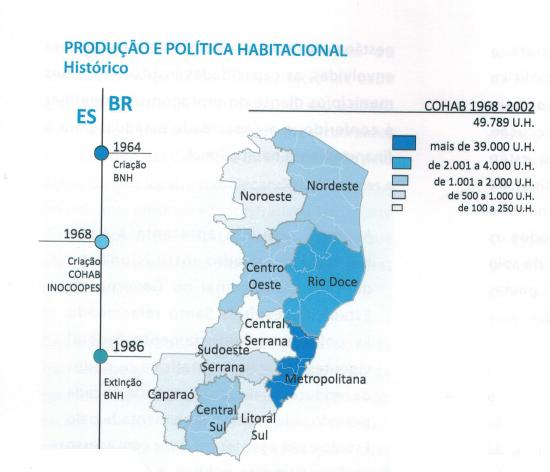 PRODUÇÃO E POLÍTICA HABITACIONAL
Histórico
ES BR
1964
Criação
BNH
1968
Criação
COHAB
INOCOOPES
1986
Extinção
BNH
COHAB 1968 -2002
49.789 U.H.
mais de 39.000 U.H.
de 2.001 a 4.000 U.H.
de 1.001 a 2.000 U.H.
de 500 a 1.000 U.H.
de 100 a 250 U.H.
Nordeste
Noroeste
Centro
Oeste
Rio Doce
Central
Serrana
Sudoeste
Serrana
Metropolitana
Caparaó
Central
Sul
Litoral
Sul